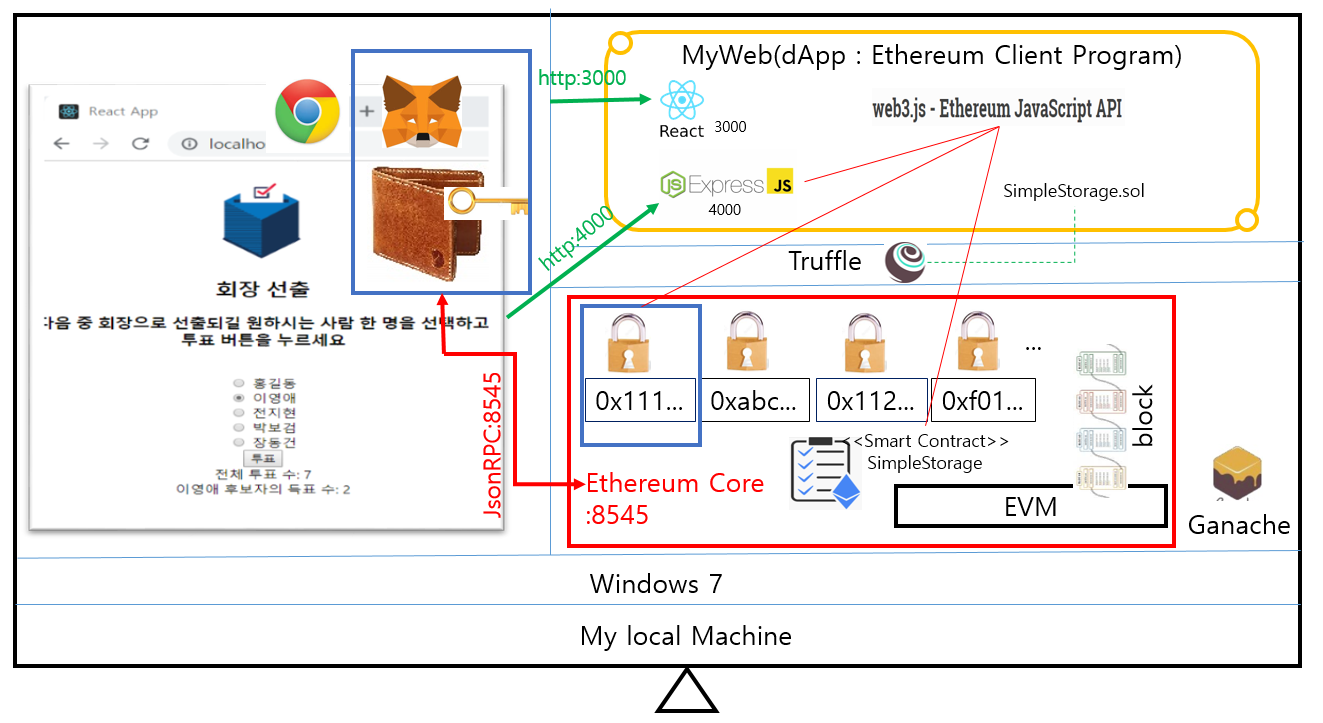 React App
localho
회장 선출
다음 중 회장으로 선출되길 원하시는 사람 한 명을 선택하고
투표 버튼을 누르세요
홍길동
이영애
전지현
박보검
장동건
투표
전체 투표 수: 7
이영애 후보자의 득표 수: 2
http:3000
http:4000
JsonRPC:8545
MyWeb(dApp : Ethereum Client Program)
React 3000
web3.js - Ethereum JavaScript API
JS Express JS
4000
SimpleStorage.sol
Truffle
0x111... 0xabc... 0x112... 0xf01...
...
block
<<Smart Contract>>
SimpleStorage
Ethereum Core
:8545
EVM
Ganache
Windows 7
My local Machine